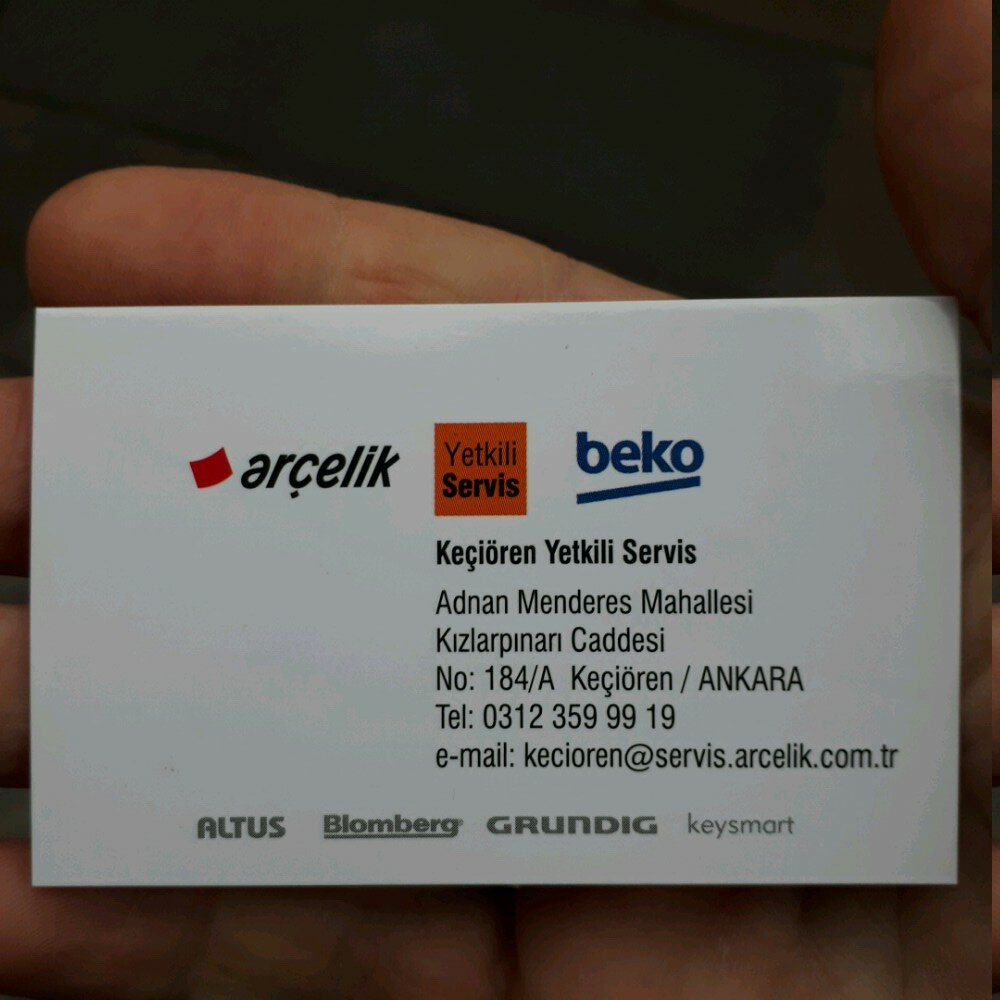 arçelik
Yetkili
Servis
beko
Keçiören Yetkili Servis
Adnan Menderes Mahallesi
Kızlarpınarı Caddesi
No: 184/A Keçiören / ANKARA
Tel: 0312 359 99 19
e-mail: kecioren@servis.arcelik.com.tr
ALTUS Blomberg GRUNDIG keysmart